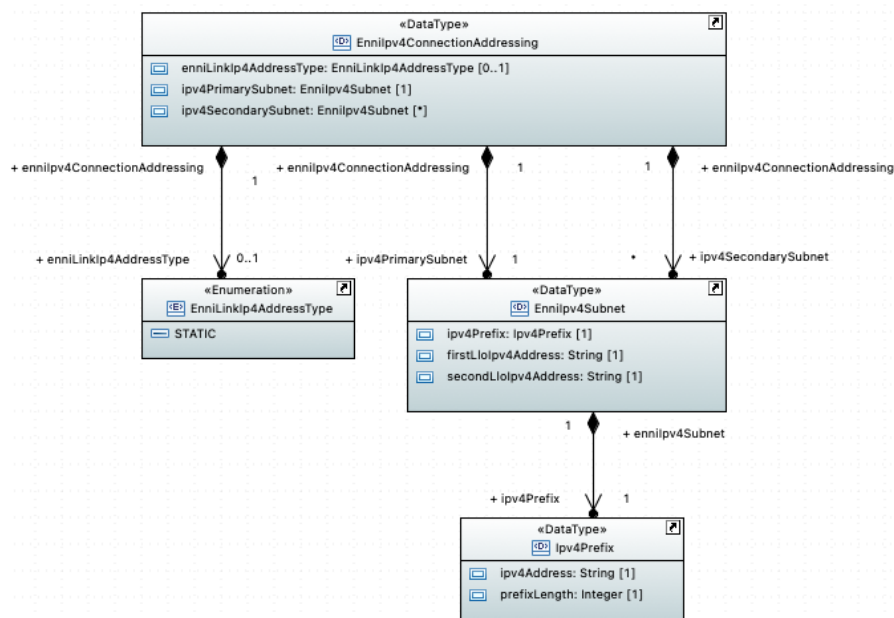 «DataType»
EnniIpv4ConnectionAddressing
enniLinkIp4AddressType: EnniLinkIp4AddressType [0..1]
ipv4PrimarySubnet: EnniIpv4Subnet [1]
ipv4SecondarySubnet: EnniIpv4Subnet [*]
+ enniIpv4ConnectionAddressing
1
+ enniIpv4ConnectionAddressing
1
1
+ enniIpv4ConnectionAddressing
+ enniLinkIp4AddressType
0..1
+ ipv4PrimarySubnet
1
*
+ ipv4SecondarySubnet
«Enumeration»
<E> EnniLinkIp4AddressType
STATIC
«DataType»
<D> EnniIpv4Subnet
ipv4Prefix: Ipv4Prefix [1]
firstLloIpv4Address: String [1]
secondLloIpv4Address: String [1]
1
+ enniIpv4Subnet
+ ipv4Prefix
1
«DataType»
<D> Ipv4Prefix
ipv4Address: String [1]
prefixLength: Integer [1]